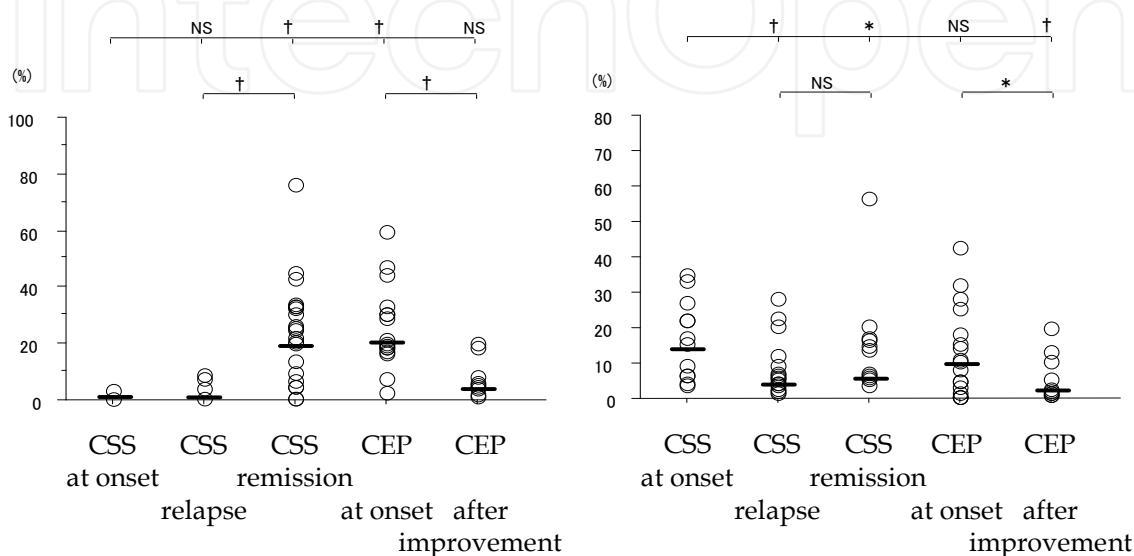 IntechOpen
NS † † NS
† * NS †
(%)
† †
(%)
NS *
100
80
60
40
20
0
80
70
60
50
40
30
20
10
0
CSS CSS CSS CEP CEP
at onset remission
relapse at onset after
improvement
CSS CSS CSS CEP CEP
at onset remission
relapse at onset after
improvement